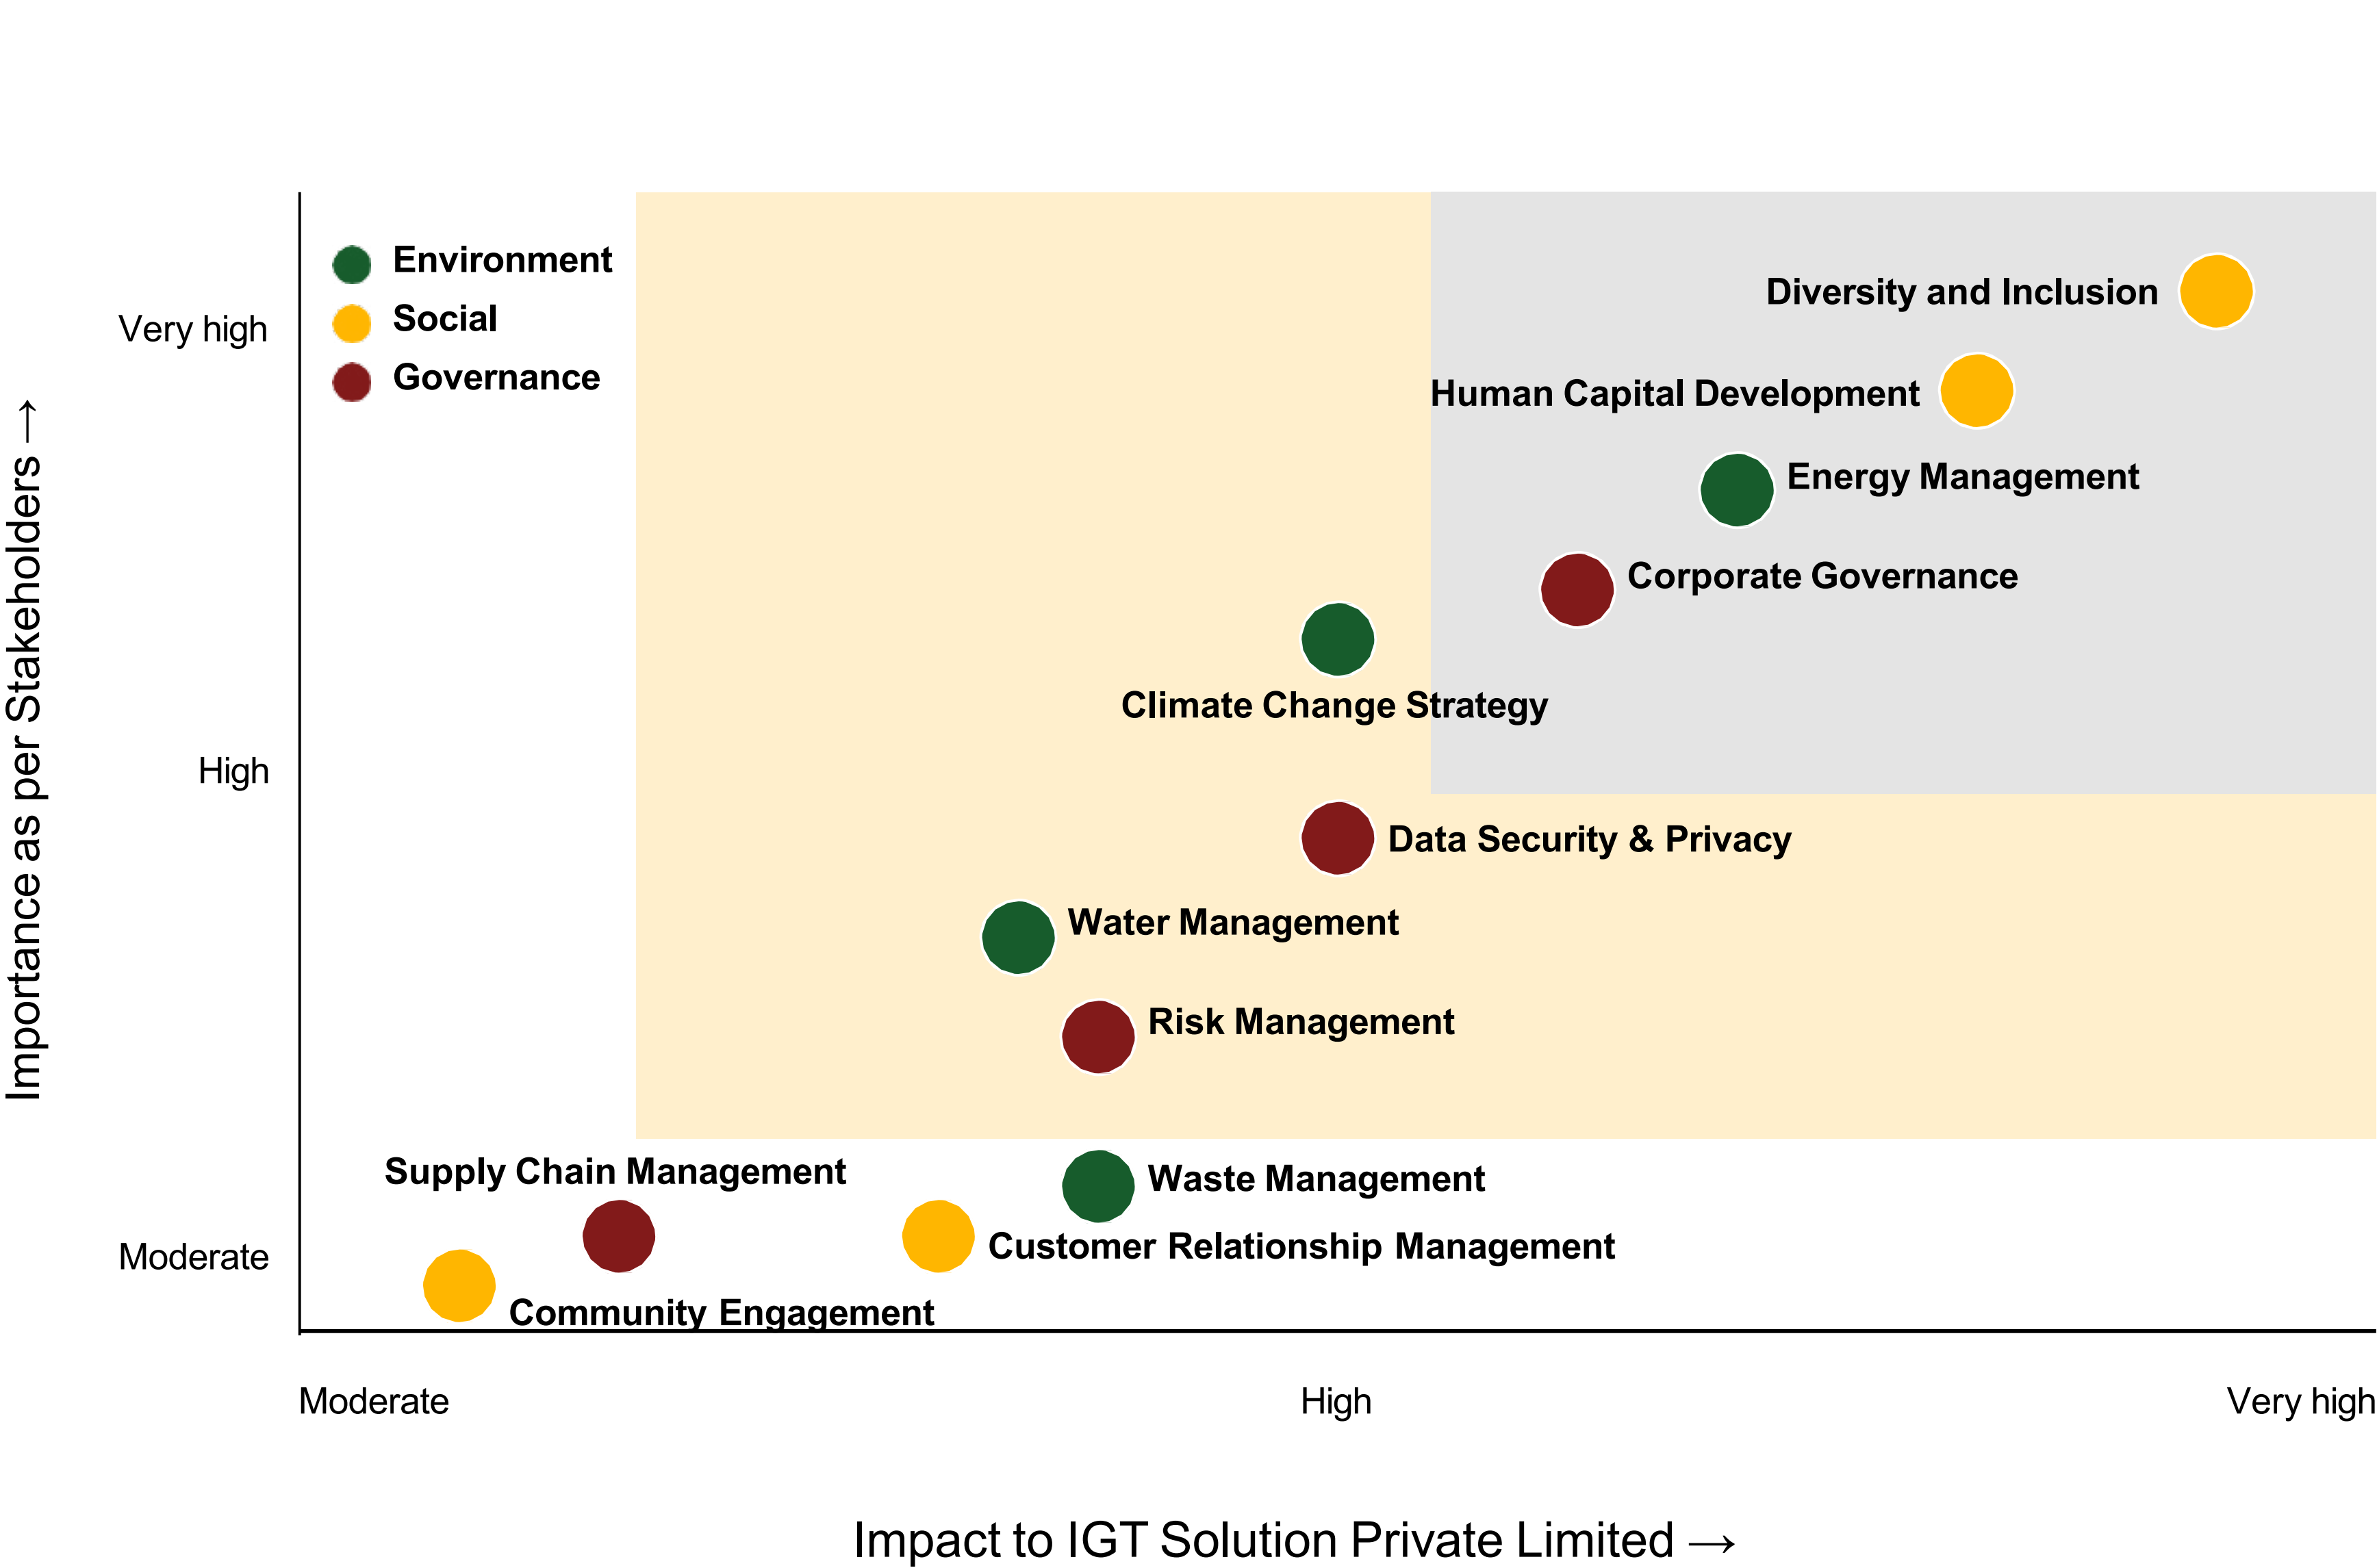 Environment
Social
Governance
Very high
High
Moderate
Importance as per Stakeholders →
Diversity and Inclusion
Human Capital Development
Energy Management
Corporate Governance
Climate Change Strategy
Data Security & Privacy
Water Management
Risk Management
Supply Chain Management
Waste Management
Customer Relationship Management
Community Engagement
Moderate
High
Very high
Impact to IGT Solution Private Limited →